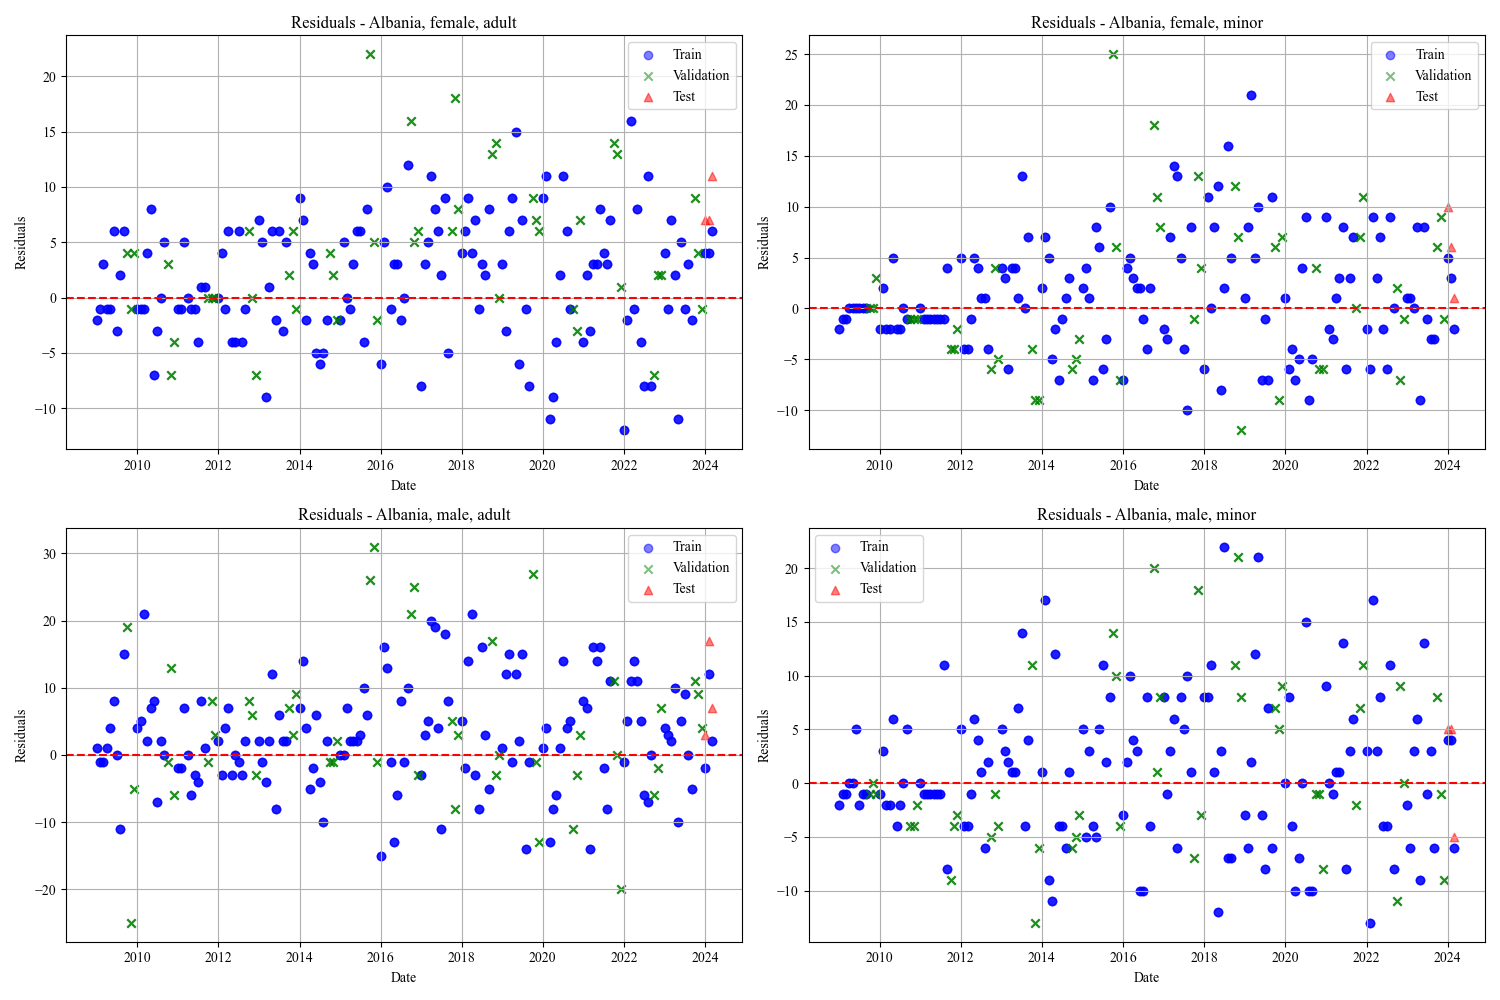 Residuals - Albania, female, adult
Residuals
20
15
10
5
0
−5
−10
2010 2012 2014 2016 2018 2020 2022 2024
Date
Train
Validation
Test
Residuals - Albania, female, minor
Residuals
25
20
15
10
5
0
−5
−10
2010 2012 2014 2016 2018 2020 2022 2024
Date
Train
Validation
Test
Residuals - Albania, male, adult
Residuals
30
20
10
0
−10
−20
2010 2012 2014 2016 2018 2020 2022 2024
Date
Train
Validation
Test
Residuals - Albania, male, minor
Residuals
20
15
10
5
0
−5
−10
2010 2012 2014 2016 2018 2020 2022 2024
Date
Train
Validation
Test